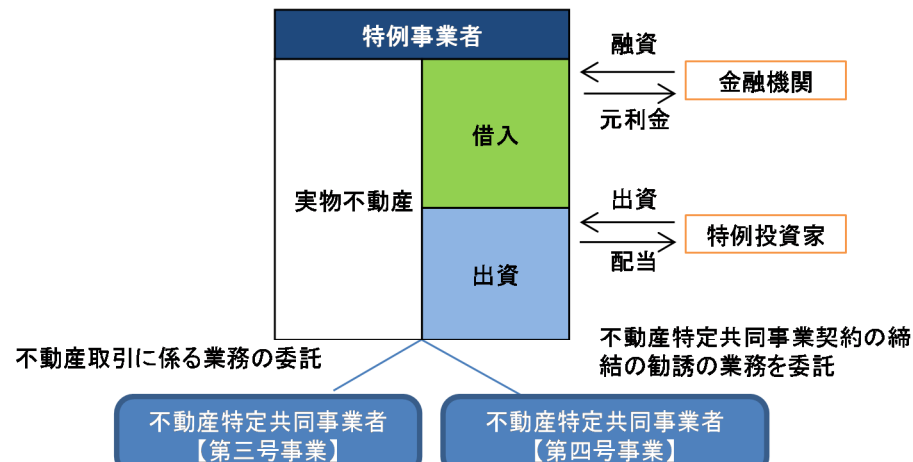 特例事業者
融資
金融機関
元利金
借入
実物不動産
出資
特例投資家
配当
出資
不動産取引に係る業務の委託
不動産特定共同事業契約の締
結の勧誘の業務を委託
不動産特定共同事業者
【第三号事業】
不動産特定共同事業者
【第四号事業】